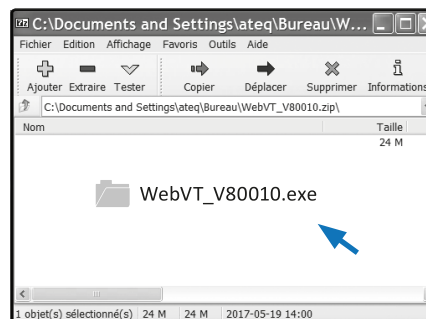 C:\Documents and Settings\ateq\Bureau\W...
Fichier Edition Affichage Favoris Outils Aide
Ajouter Extraire Tester Copier Déplacer Supprimer Informations
C:\Documents and Settings\ateq\Bureau\WebVT_V80010.zip\
Nom Taille
24 M
WebVT_V80010.exe
1 objet(s) sélectionné(s) 24 M 24 M 2017-05-19 14:00